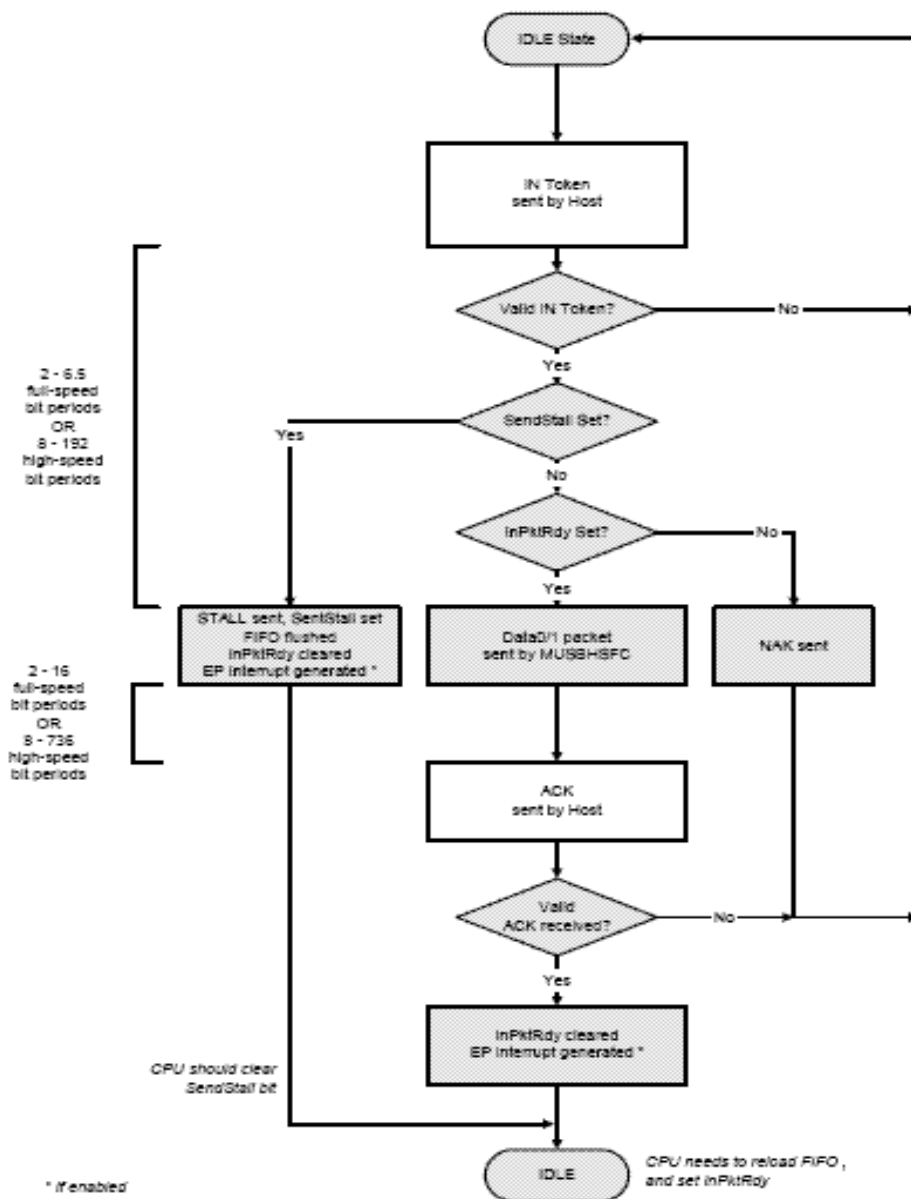 IDLE State
IN Token
sent by Host
Valid IN Token?
No
Yes
2 - 6.5
full-speed
bit periods
OR
8 - 192
high-speed
bit periods
SendStall Set?
Yes
No
InPktRdy Set?
No
Yes
STALL sent, SentStall set
FIFO flushed
InPktRdy cleared
EP Interrupt generated *
Data0/1 packet
sent by MUSBHSFC
NAK sent
2 - 16
full-speed
bit periods
OR
8 - 736
high-speed
bit periods
ACK
sent by Host
Valid
ACK received?
No
Yes
InPktRdy cleared
EP Interrupt generated *
CPU should clear
SendStall bit
IDLE
CPU needs to reload FIFO ,
and set InPktRdy
* If enabled